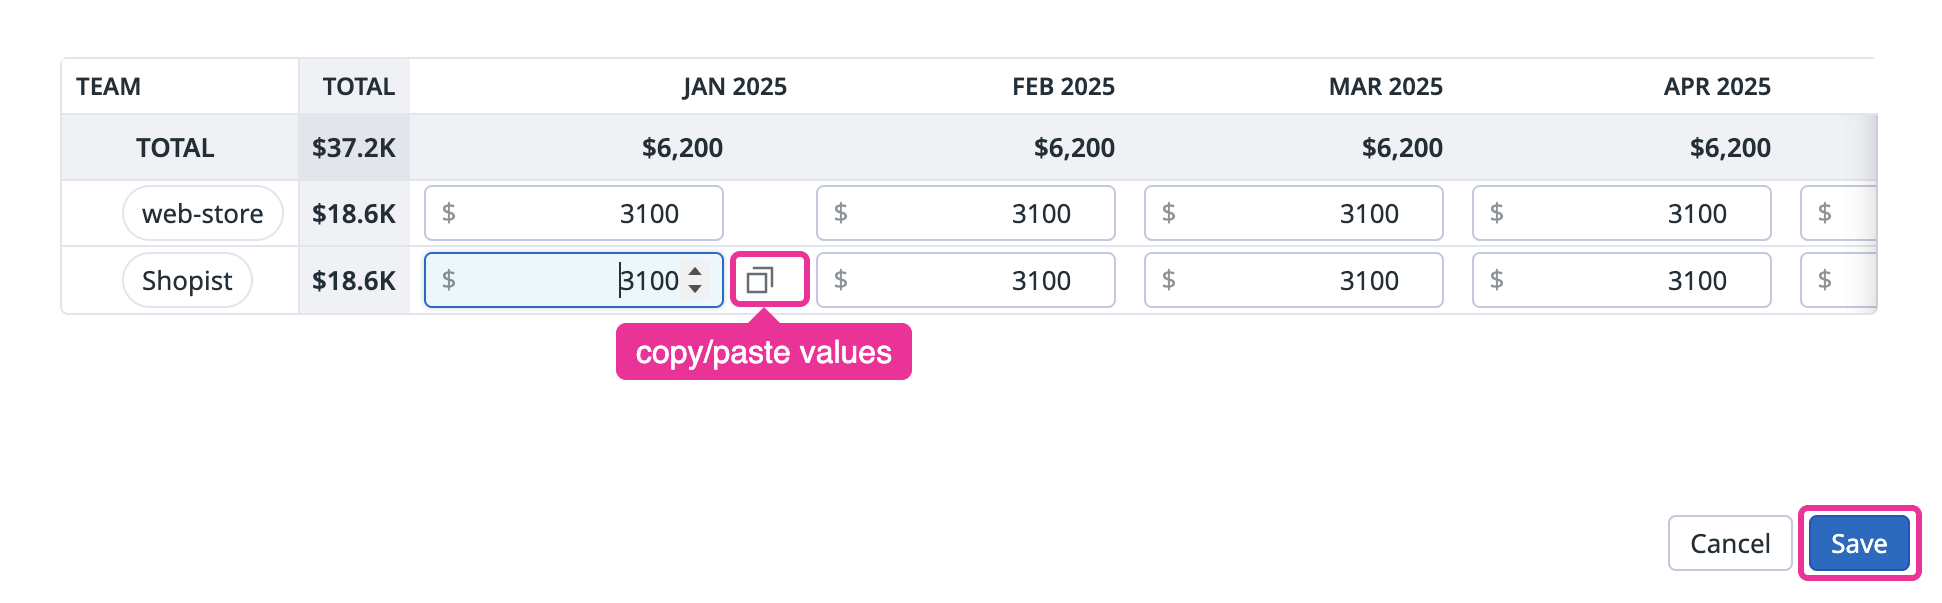 TEAM TOTAL JAN 2025 FEB 2025 MAR 2025 APR 2025
TOTAL $37.2K $6,200 $6,200 $6,200 $6,200
web-store $18.6K $ 3100 $ 3100 $ 3100 $ 3100 $
Shopist $18.6K $ 3100 $ 3100 $ 3100 $ 3100 $
copy/paste values
Cancel Save